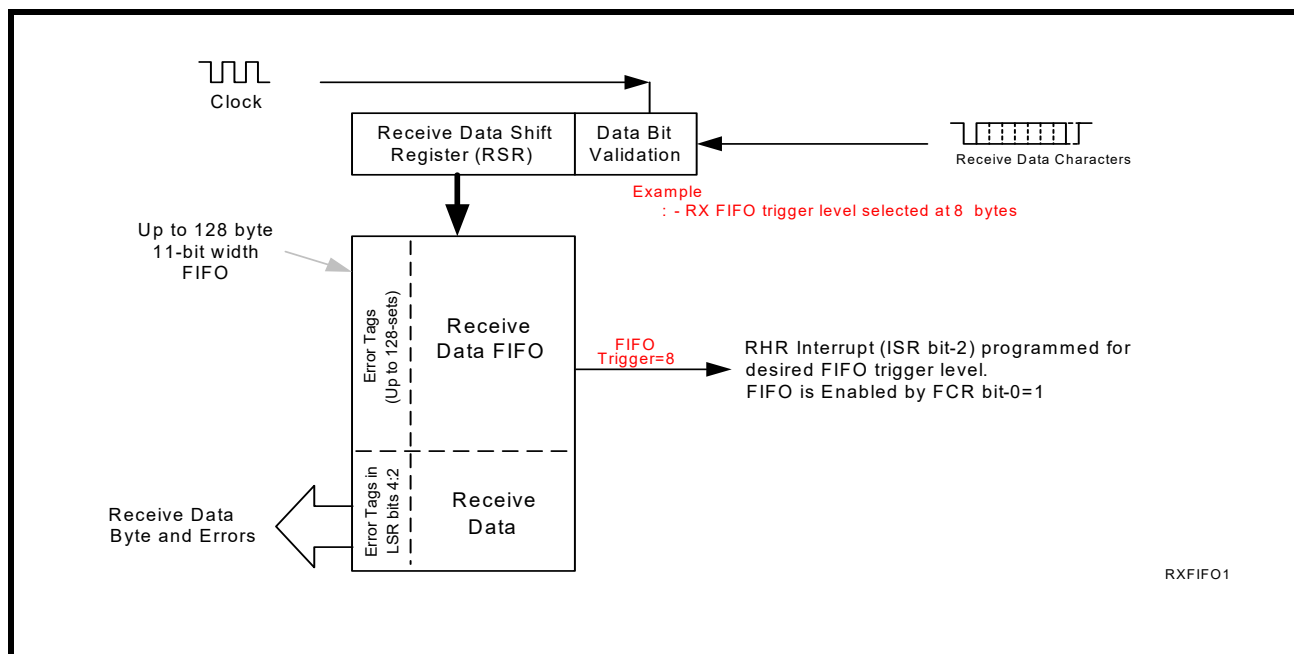 Clock
Receive Data Shift
Register (RSR)
Data Bit
Validation
Receive Data Characters
Example
: - RX FIFO trigger level selected at 8 bytes
Up to 128 byte
11-bit width
FIFO
Error Tags
(Up to 128-sets)
Receive
Data FIFO
FIFO
Trigger=8
RHR Interrupt (ISR bit-2) programmed for
desired FIFO trigger level.
FIFO is Enabled by FCR bit-0=1
Error Tags in
LSR bits 4:2
Receive
Data
Receive Data
Byte and Errors
RXFIFO1